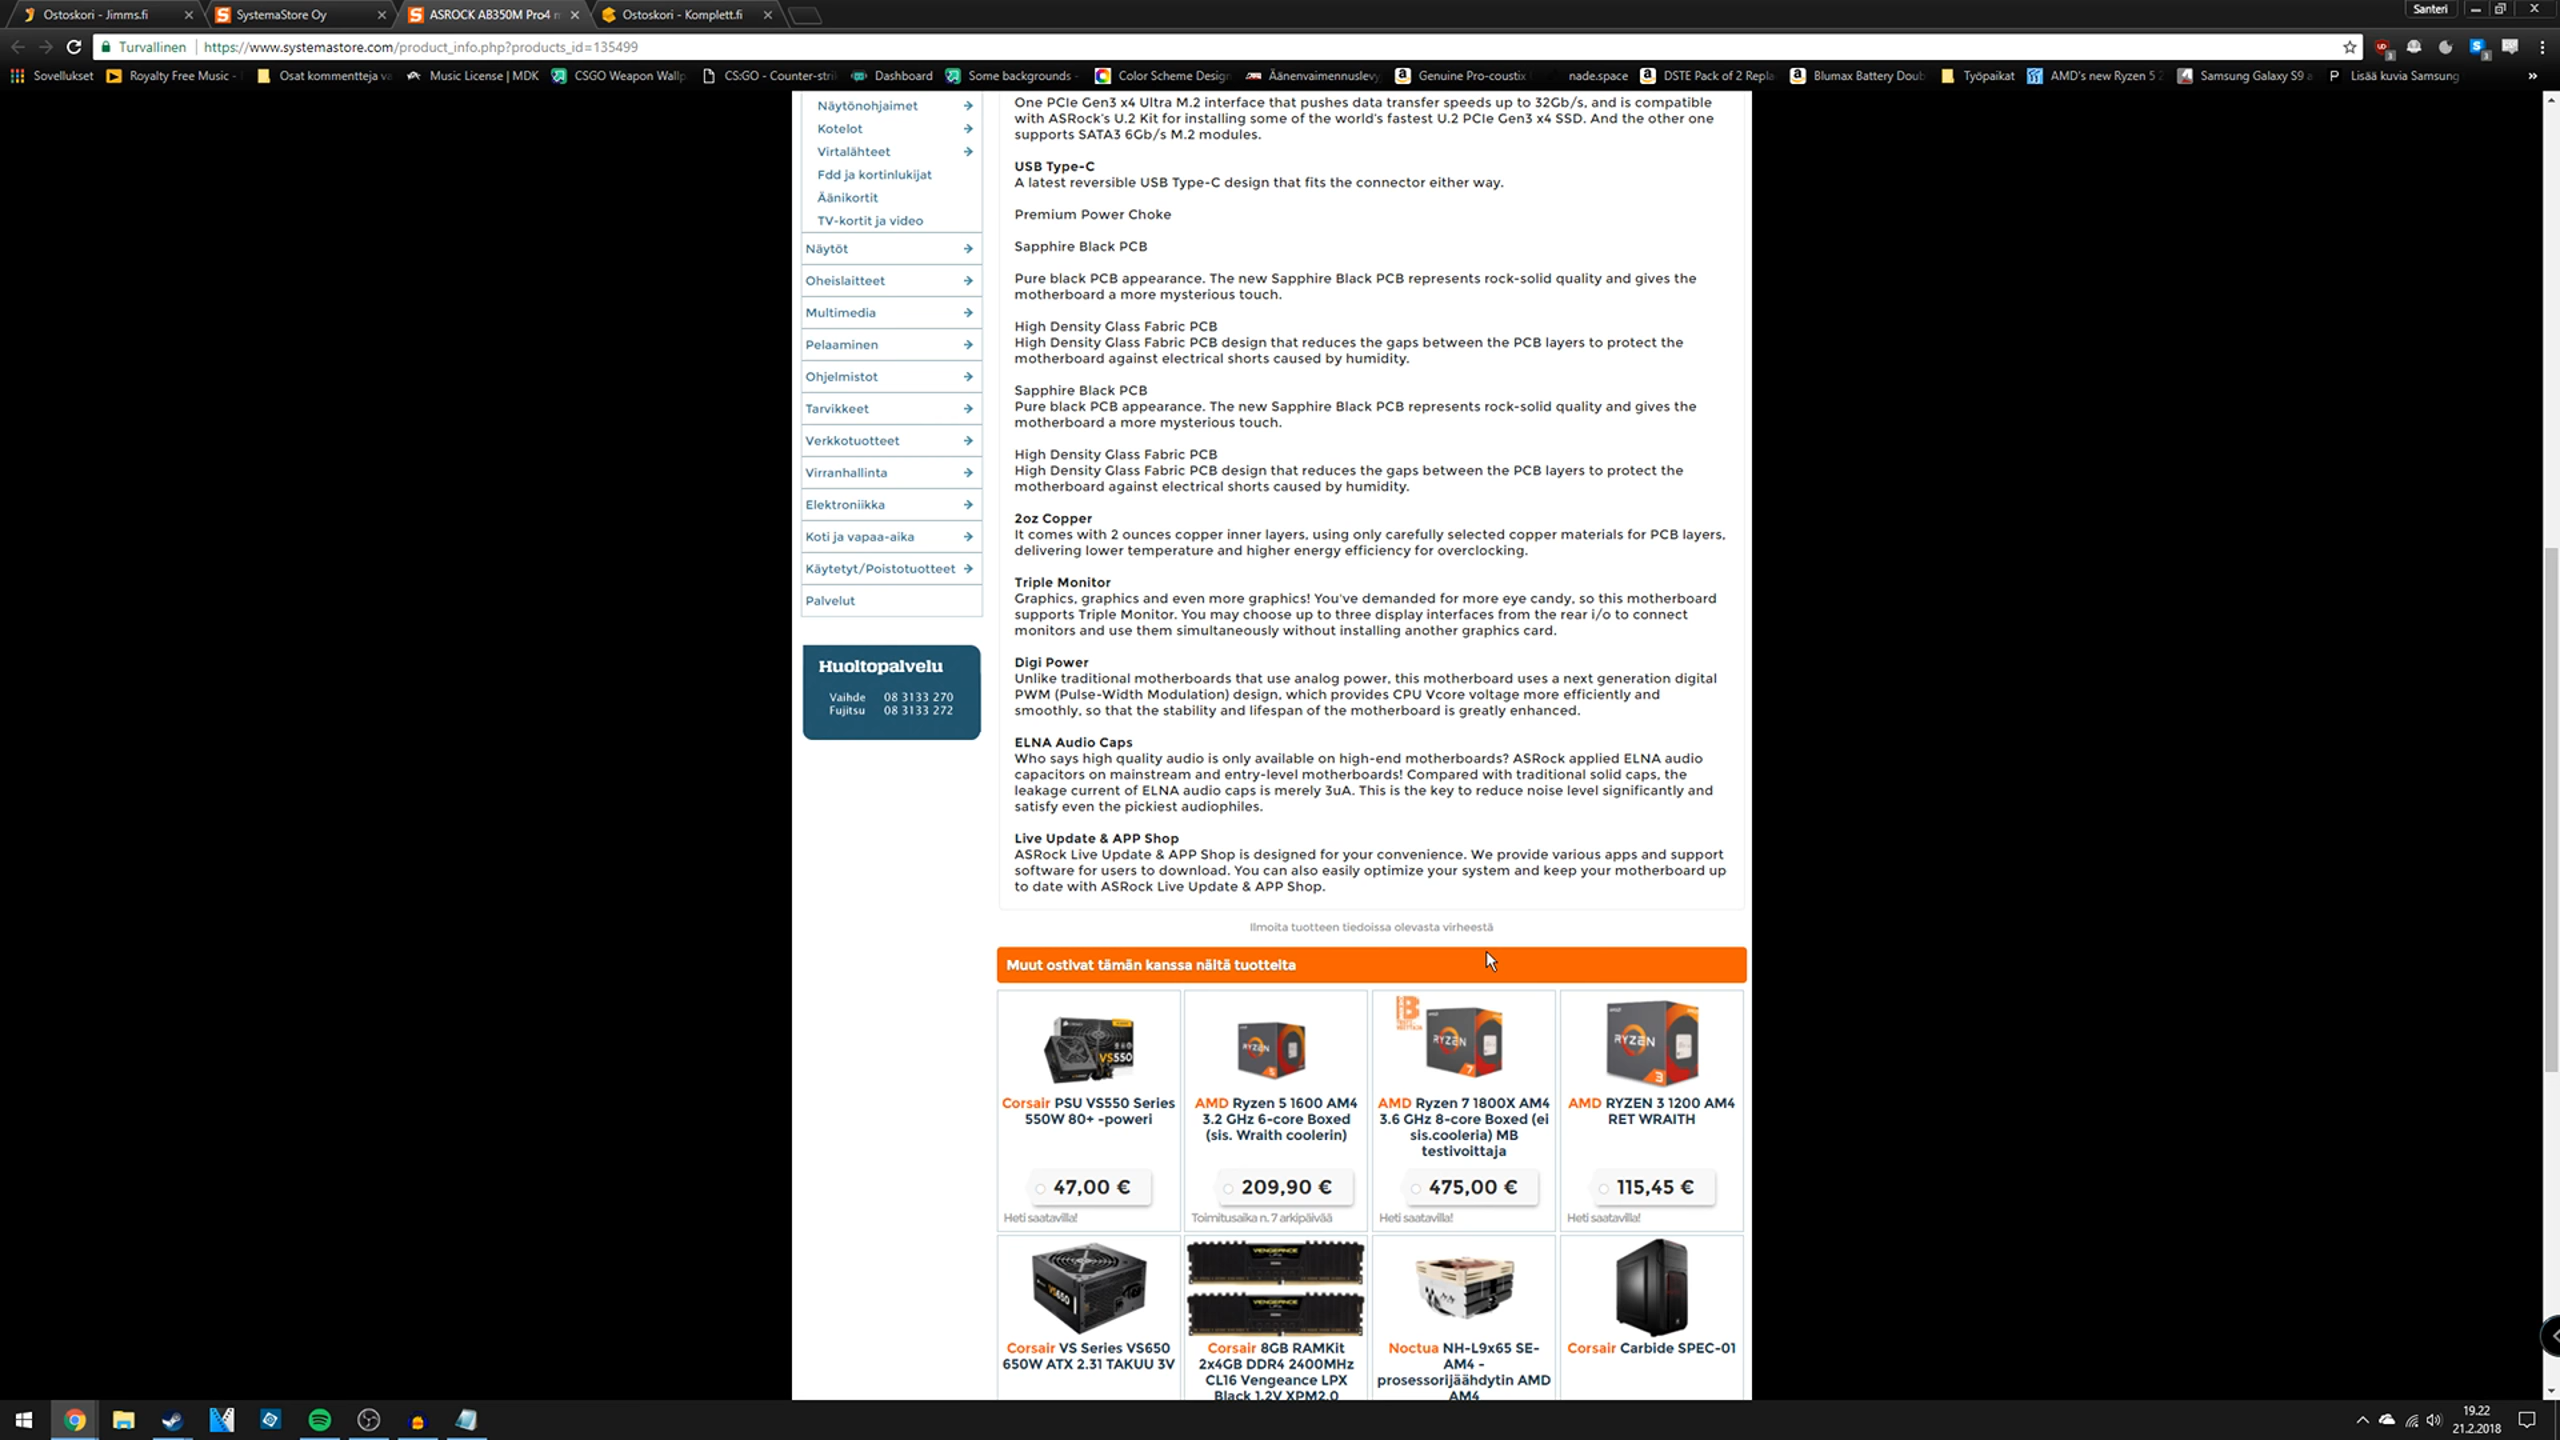 Ostoskori - Jimms.fi
SystemaStore Oy
ASROCK AB350M Pro4 m
Ostoskori - Komplett.fi
Santeri
Turvallinen
https://www.systemastore.com/product_info.php?products_id=135499
Sovellukset
Royalty Free Music -
Osat kommentteja va
Music License | MDK
CSGO Weapon Wallp
CS:GO - Counter-stri
Dashboard
Some backgrounds -
Color Scheme Design
Äänenvaimennuslevy
Genuine Pro-coustix
node.space
DSTE Pack of 2 Repla
Blumax Battery Doub
Työpaikat
AMD's new Ryzen 5 2
Samsung Galaxy S9 a
Lisää kuvia Samsung
»
Näytönohjaimet
Kotelot
Virtalähteet
Fdd ja kortinlukijat
Äänikortit
TV-kortit ja video
Näytöt
Oheislaitteet
Multimedia
Pelaaminen
Ohjelmistot
Tarvikkeet
Verkkotuotteet
Virranhallinta
Elektroniikka
Koti ja vapaa-aika
Käytetyt/Poistotuotteet
Palvelut
Huoltopalvelu
Vaihde 08 3133 270
Fujitsu 08 3133 272
One PCIe Gen3 x4 Ultra M.2 interface that pushes data transfer speeds up to 32Gb/s, and is compatible
with ASRock's U.2 Kit for installing some of the world's fastest U.2 PCIe Gen3 x4 SSD. And the other one
supports SATA3 6Gb/s M.2 modules.
USB Type-C
A latest reversible USB Type-C design that fits the connector either way.
Premium Power Choke
Sapphire Black PCB
Pure black PCB appearance. The new Sapphire Black PCB represents rock-solid quality and gives the
motherboard a more mysterious touch.
High Density Glass Fabric PCB
High Density Glass Fabric PCB design that reduces the gaps between the PCB layers to protect the
motherboard against electrical shorts caused by humidity.
Sapphire Black PCB
Pure black PCB appearance. The new Sapphire Black PCB represents rock-solid quality and gives the
motherboard a more mysterious touch.
High Density Glass Fabric PCB
High Density Glass Fabric PCB design that reduces the gaps between the PCB layers to protect the
motherboard against electrical shorts caused by humidity.
2oz Copper
It comes with 2 ounces copper inner layers, using only carefully selected copper materials for PCB layers,
delivering lower temperature and higher energy efficiency for overclocking.
Triple Monitor
Graphics, graphics and even more graphics! You've demanded for more eye candy, so this motherboard
supports Triple Monitor. You may choose up to three display interfaces from the rear i/o to connect
monitors and use them simultaneously without installing another graphics card.
Digi Power
Unlike traditional motherboards that use analog power, this motherboard uses a next generation digital
PWM (Pulse-Width Modulation) design, which provides CPU Vcore voltage more efficiently and
smoothly, so that the stability and lifespan of the motherboard is greatly enhanced.
ELNA Audio Caps
Who says high quality audio is only available on high-end motherboards? ASRock applied ELNA audio
capacitors on mainstream and entry-level motherboards! Compared with traditional solid caps, the
leakage current of ELNA audio caps is merely 3uA. This is the key to reduce noise level significantly and
satisfy even the pickiest audiophiles.
Live Update & APP Shop
ASRock Live Update & APP Shop is designed for your convenience. We provide various apps and support
software for users to download. You can also easily optimize your system and keep your motherboard up
to date with ASRock Live Update & APP Shop.
Ilmoita tuotteen tiedoissa olevasta virheestä
Muut ostivat tämän kanssa näitä tuotteita
VS550
RYZEN
5
RYZEN
7
RYZEN
3
Corsair PSU VS550 Series
550W 80+ -poweri
47,00 €
Heti saatavilla!
AMD Ryzen 5 1600 AM4
3.2 GHz 6-core Boxed
(sis. Wraith coolerin)
209,90 €
Toimitusaika n. 7 arkipäivää
AMD Ryzen 7 1800X AM4
3.6 GHz 8-core Boxed (ei
sis.cooleria) MB
testivoittaja
475,00 €
Heti saatavilla!
AMD RYZEN 3 1200 AM4
RET WRAITH
115,45 €
Heti saatavilla!
VS650
VENGEANCE
VENGEANCE
Corsair VS Series VS650
650W ATX 2.31 TAKUU 3V
Corsair 8GB RAMKit
2x4GB DDR4 2400MHz
CL16 Vengeance LPX
Black 1.2V XPM2.0
Noctua NH-L9x65 SE-
AM4 -
prosessorijäähdytin AMD
AM4
Corsair Carbide SPEC-01
19.22
21.2.2018